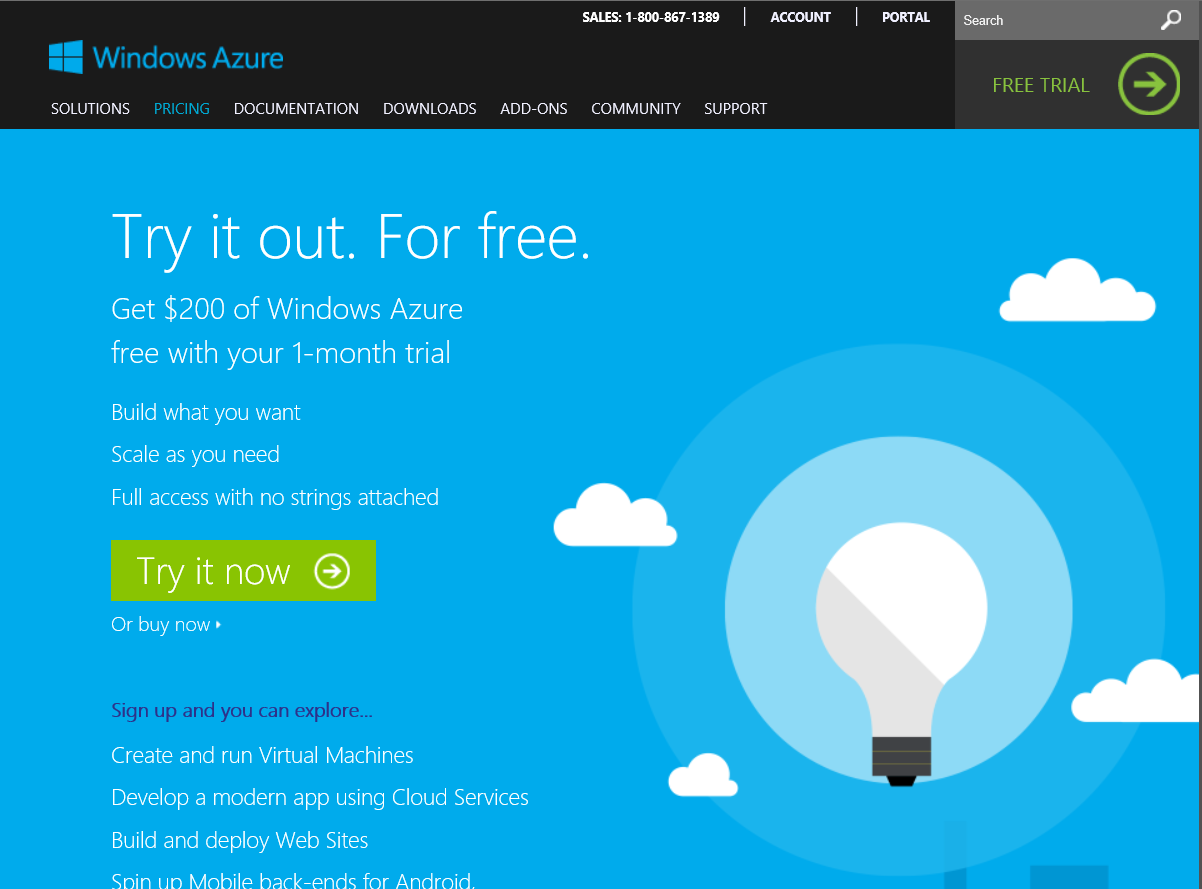 SALES: 1-800-867-1389
ACCOUNT
PORTAL
Search
Windows Azure
FREE TRIAL
SOLUTIONS PRICING DOCUMENTATION DOWNLOADS ADD-ONS COMMUNITY SUPPORT
Try it out. For free.
Get $200 of Windows Azure
free with your 1-month trial
Build what you want
Scale as you need
Full access with no strings attached
Try it now
Or buy now
Sign up and you can explore...
Create and run Virtual Machines
Develop a modern app using Cloud Services
Build and deploy Web Sites
Spin up Mobile back-ends for Android,